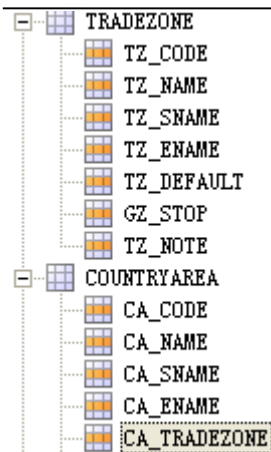 TRADEZONE
TZ_CODE
TZ_NAME
TZ_SNAME
TZ_ENAME
TZ_DEFAULT
GZ_STOP
TZ_NOTE
COUNTRYAREA
CA_CODE
CA_NAME
CA_SNAME
CA_ENAME
CA_TRADEZONE